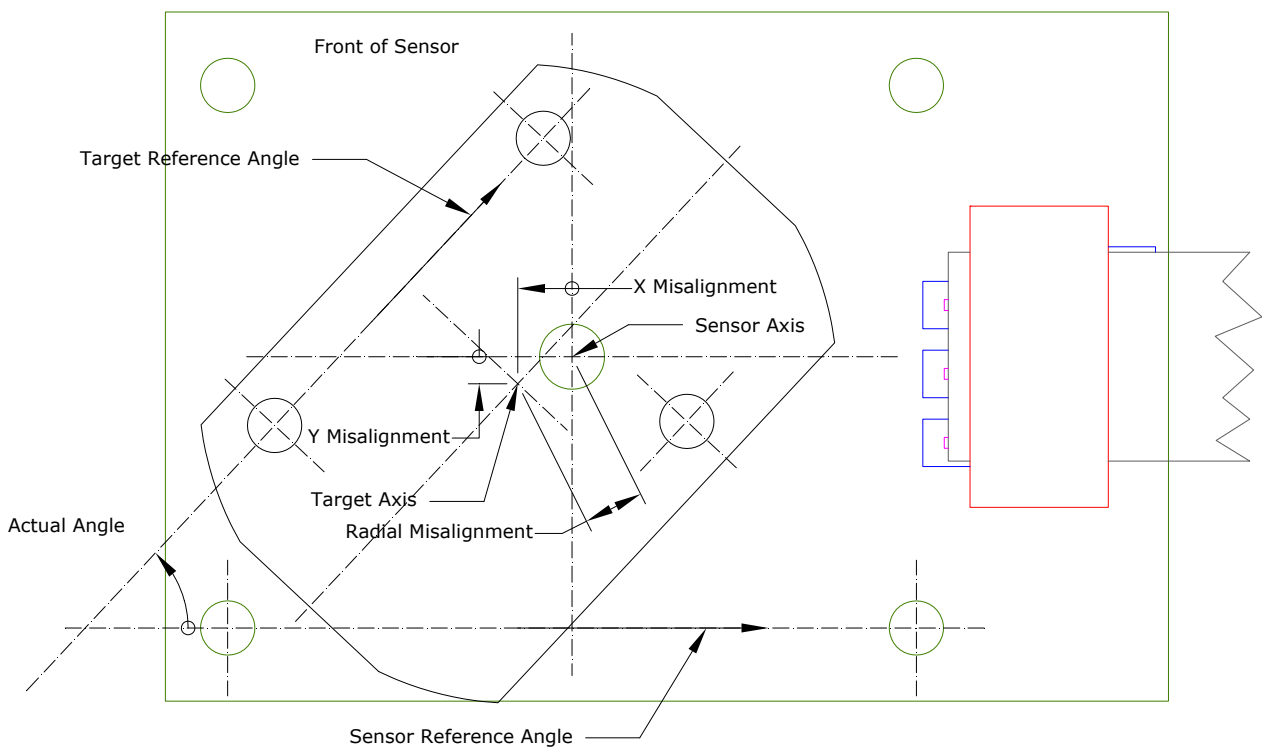 Front of Sensor
Target Reference Angle
X Misalignment
Sensor Axis
Y Misalignment
Target Axis
Actual Angle
Radial Misalignment
Sensor Reference Angle